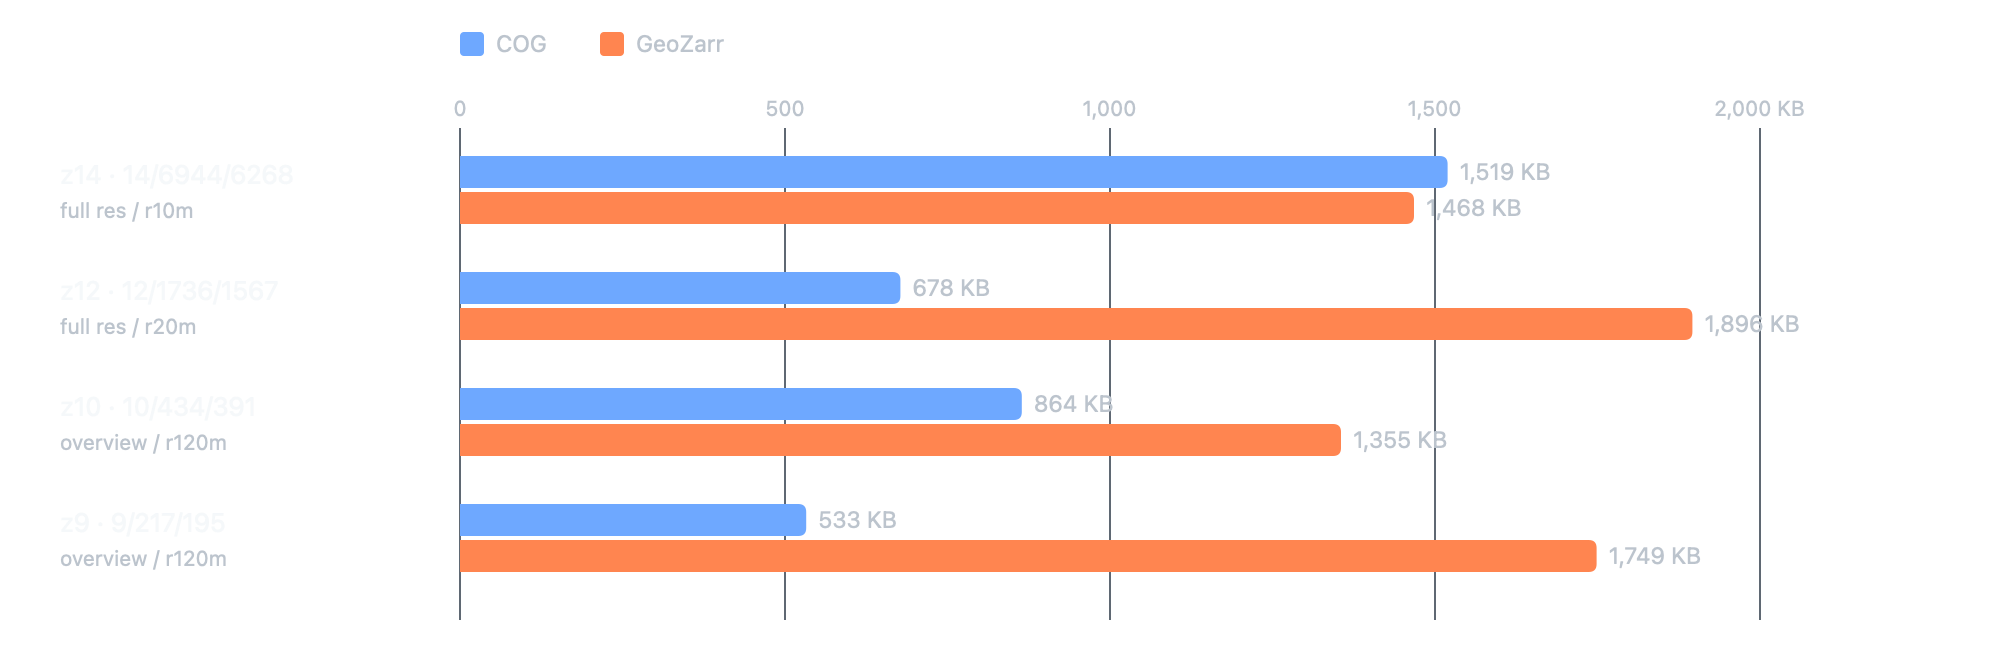 COG GeoZarr
0 500 1,000 1,500 2,000 KB
z14 · 14/6944/6268
full res / r10m
1,519 KB
1,468 KB
z12 · 12/1736/1567
full res / r20m
678 KB
1,896 KB
z10 · 10/434/391
overview / r120m
864 KB
1,355 KB
z9 · 9/217/195
overview / r120m
533 KB
1,749 KB